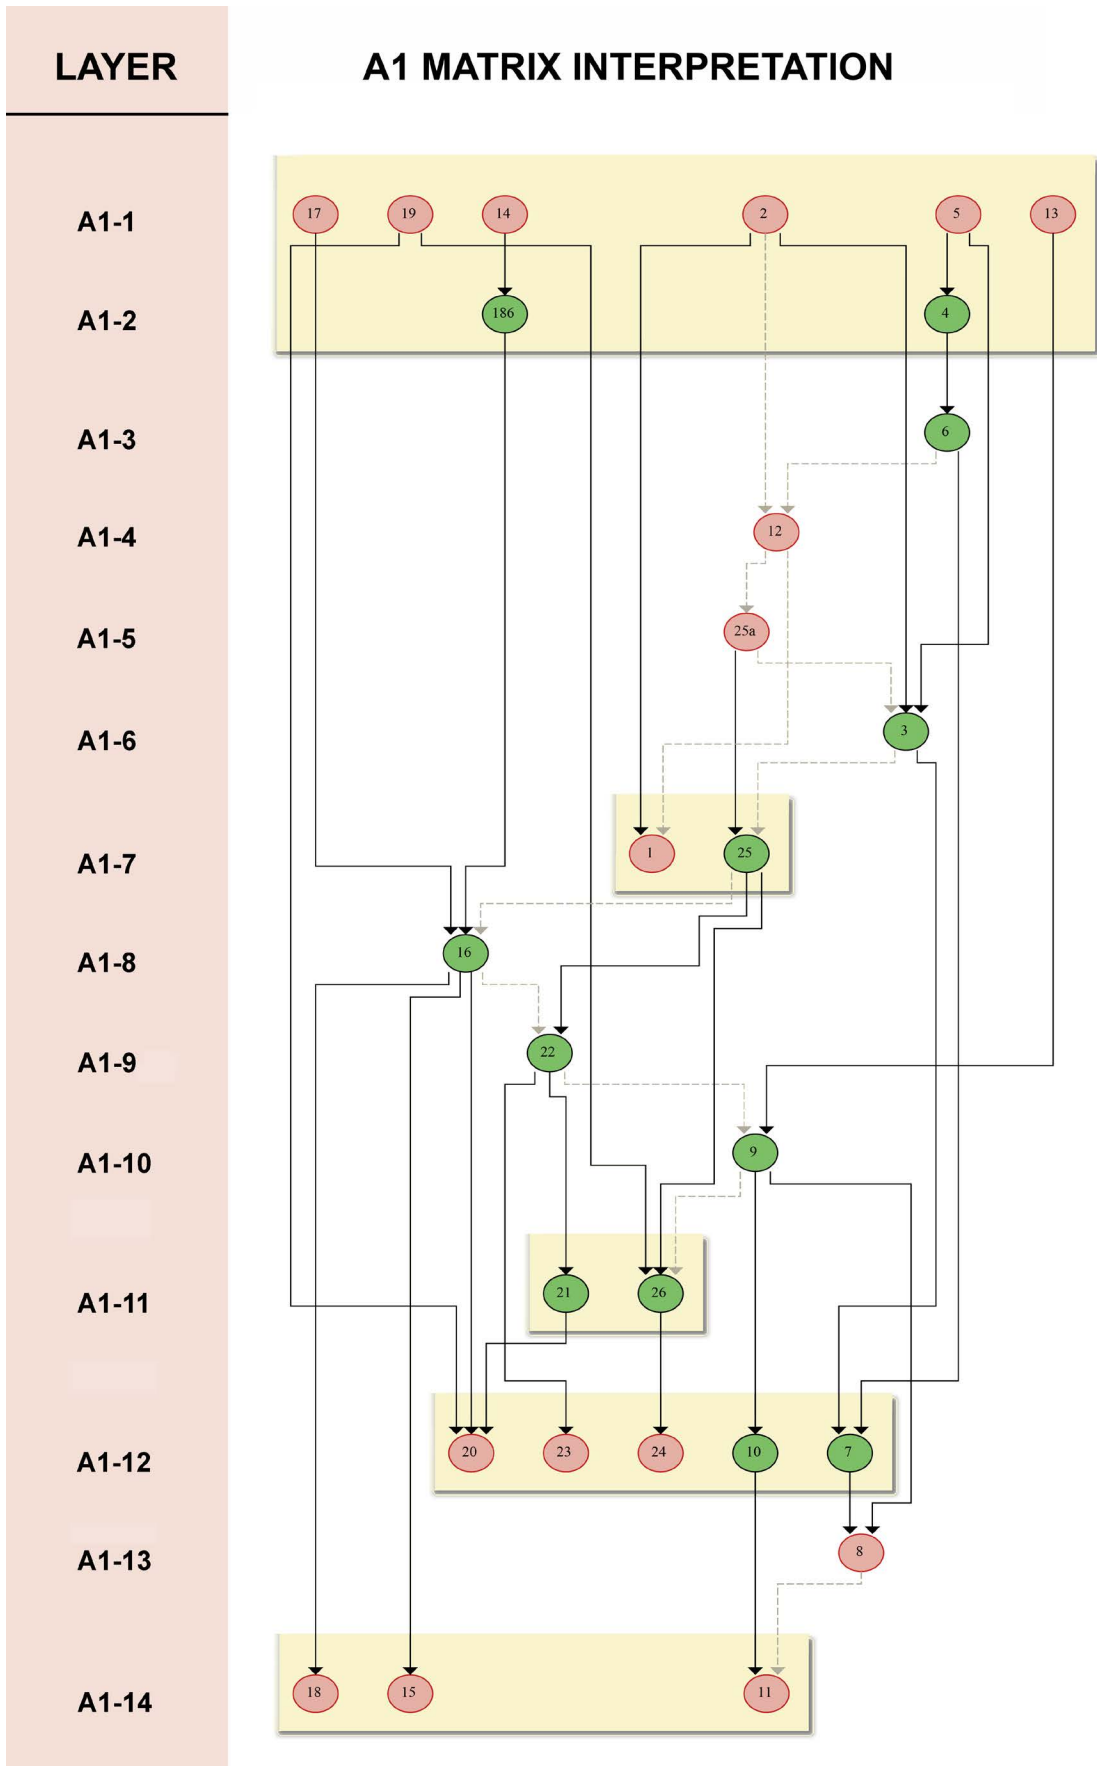 LAYER
A1 MATRIX INTERPRETATION
A1-1
17 19 14 2 5 13
A1-2
186 4
A1-3
6
A1-4
12
A1-5
25a
A1-6
3
A1-7
1 25
A1-8
16
A1-9
22
A1-10
9
A1-11
21 26
A1-12
20 23 24 10 7
A1-13
8
A1-14
18 15 11